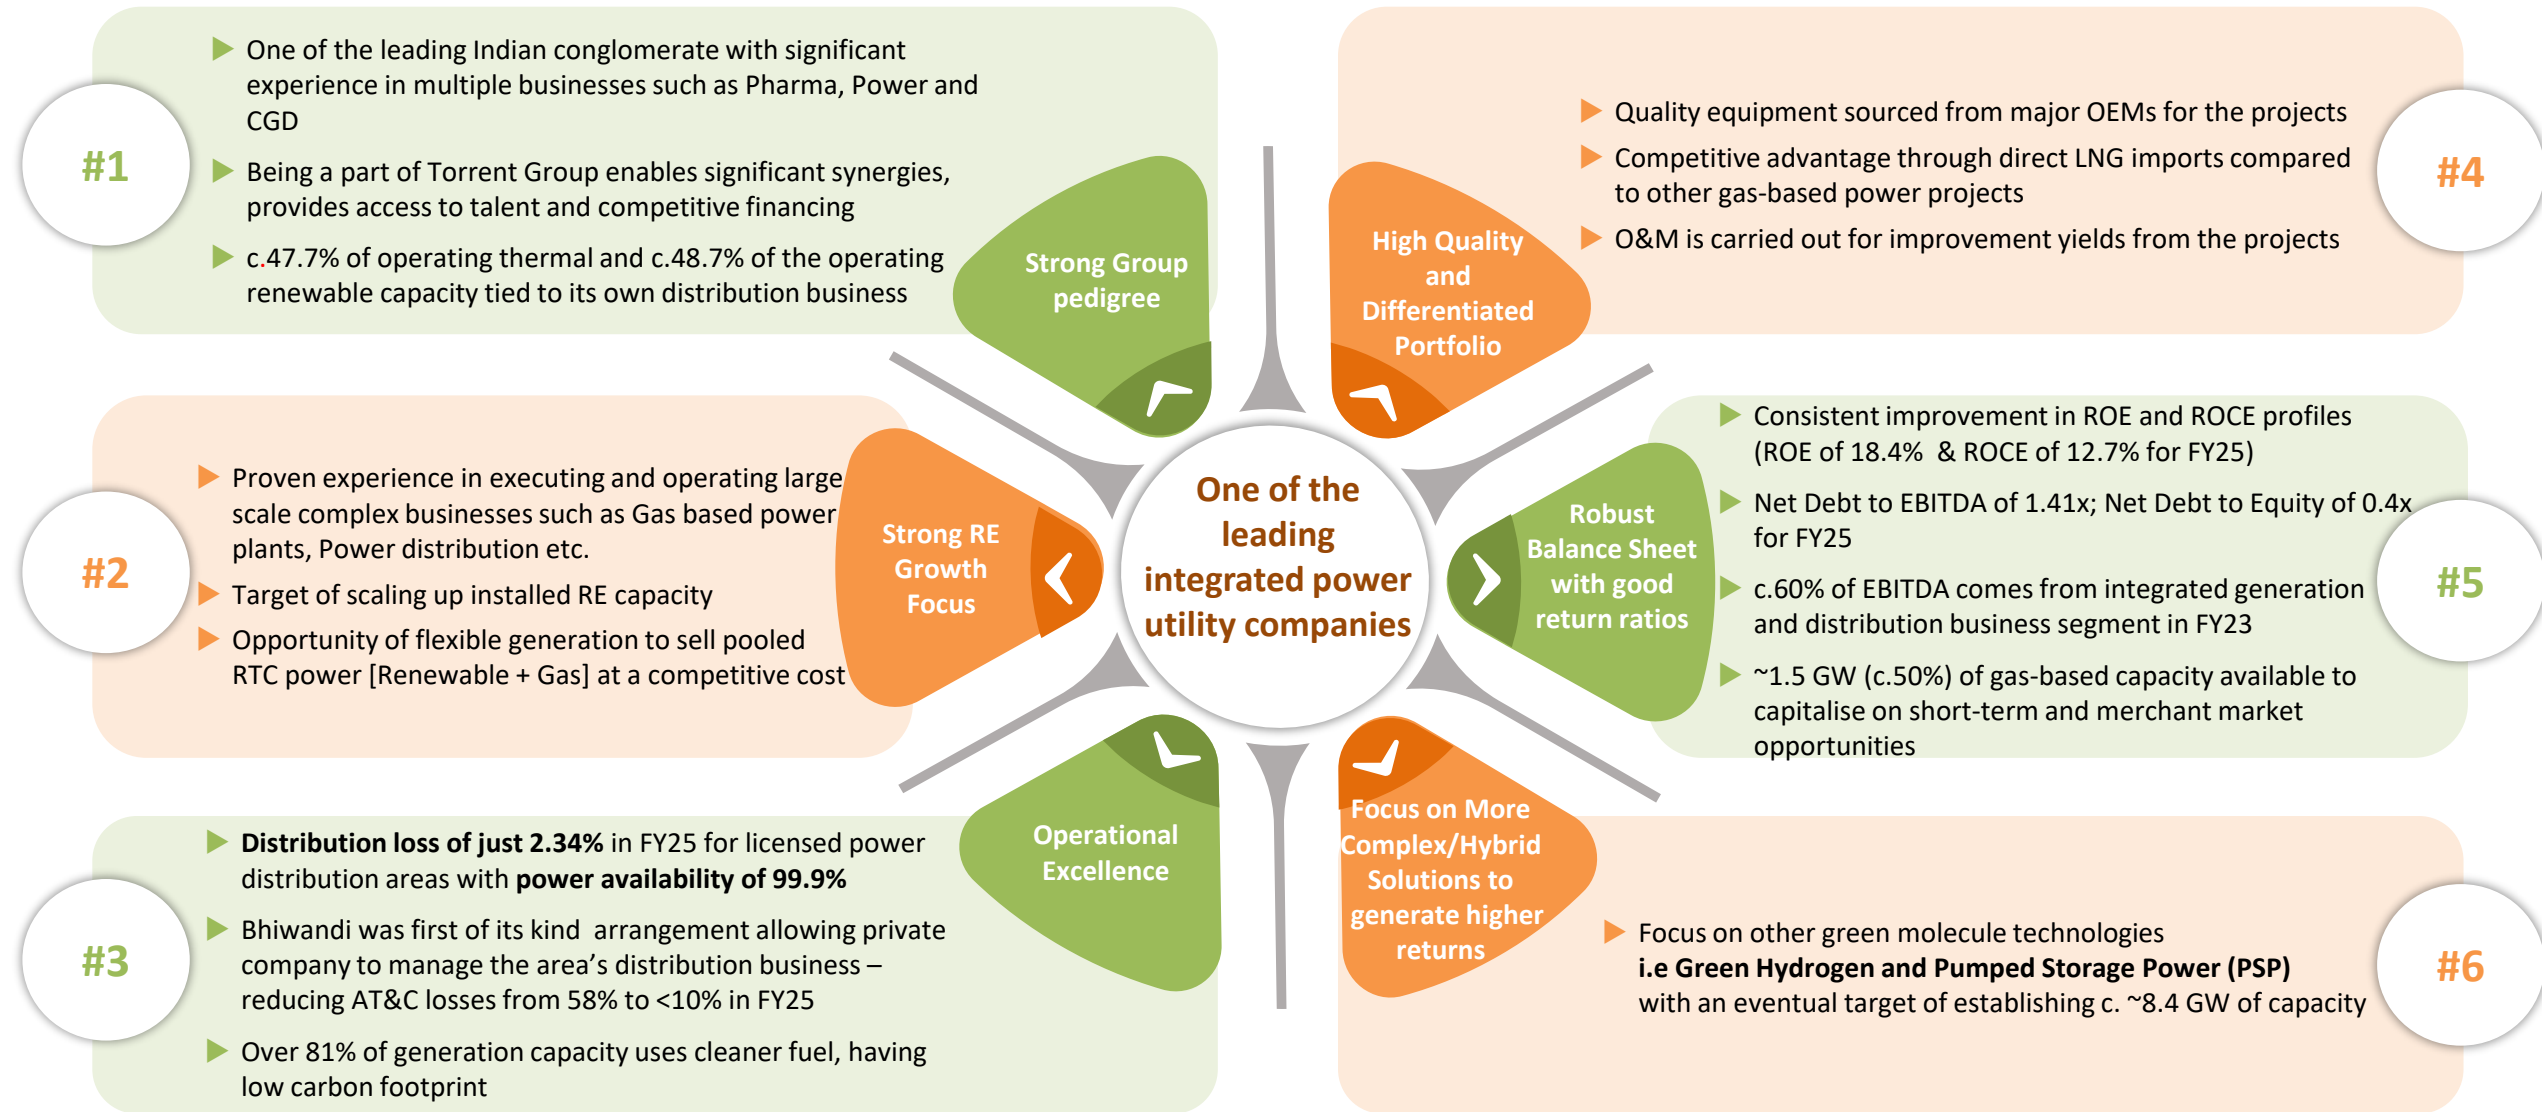 #1
One of the leading Indian conglomerate with significant
experience in multiple businesses such as Pharma, Power and
CGD
Being a part of Torrent Group enables significant synergies,
provides access to talent and competitive financing
c.47.7% of operating thermal and c.48.7% of the operating
renewable capacity tied to its own distribution business
Strong Group
pedigree
#2
Proven experience in executing and operating large
scale complex businesses such as Gas based power
plants, Power distribution etc.
Target of scaling up installed RE capacity
Opportunity of flexible generation to sell pooled
RTC power [Renewable + Gas] at a competitive cost
Strong RE
Growth
Focus
#3
Distribution loss of just 2.34% in FY25 for licensed power
distribution areas with power availability of 99.9%
Bhiwandi was first of its kind  arrangement allowing private
company to manage the area’s distribution business –
reducing AT&C losses from 58% to <10% in FY25
Over 81% of generation capacity uses cleaner fuel, having
low carbon footprint
Operational
Excellence
One of the
leading
integrated power
utility companies
High Quality
and
Differentiated
Portfolio
Quality equipment sourced from major OEMs for the projects
Competitive advantage through direct LNG imports compared
to other gas-based power projects
O&M is carried out for improvement yields from the projects
#4
Robust
Balance Sheet
with good
return ratios
Consistent improvement in ROE and ROCE profiles
(ROE of 18.4%  & ROCE of 12.7% for FY25)
Net Debt to EBITDA of 1.41x; Net Debt to Equity of 0.4x
for FY25
c.60% of EBITDA comes from integrated generation
and distribution business segment in FY23
~1.5 GW (c.50%) of gas-based capacity available to
capitalise on short-term and merchant market
opportunities
#5
Focus on More
Complex/Hybrid
Solutions to
generate higher
returns
Focus on other green molecule technologies
i.e Green Hydrogen and Pumped Storage Power (PSP)
with an eventual target of establishing c. ~8.4 GW of capacity
#6